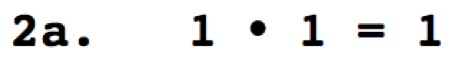 2a. 1 • 1 = 1